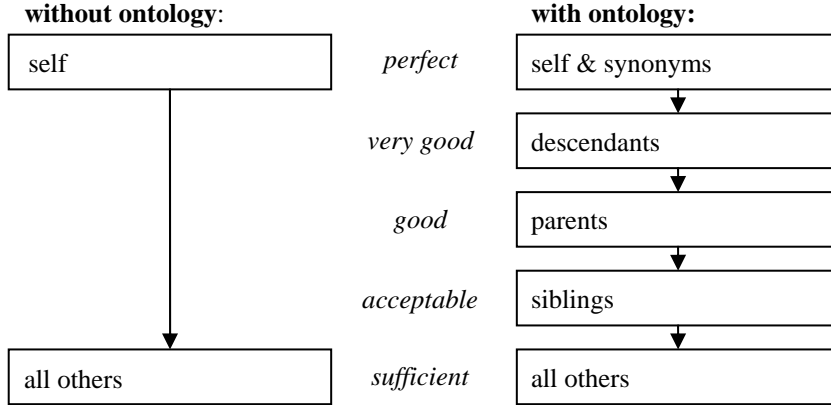 without ontology: with ontology:
self perfect self & synonyms
very good descendants
good parents
acceptable siblings
all others sufficient all others